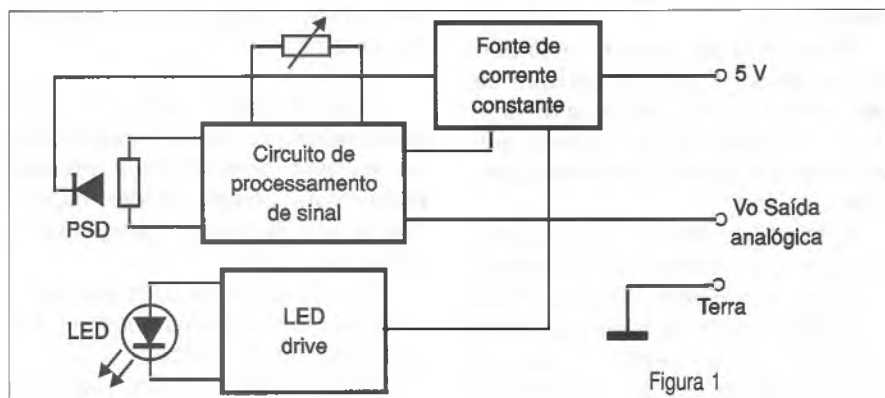 Fonte de
corrente
constante
5 V
Circuito de
processamento
de sinal
PSD
Vo Saída
analógica
Terra
LED
LED
drive
Figura 1